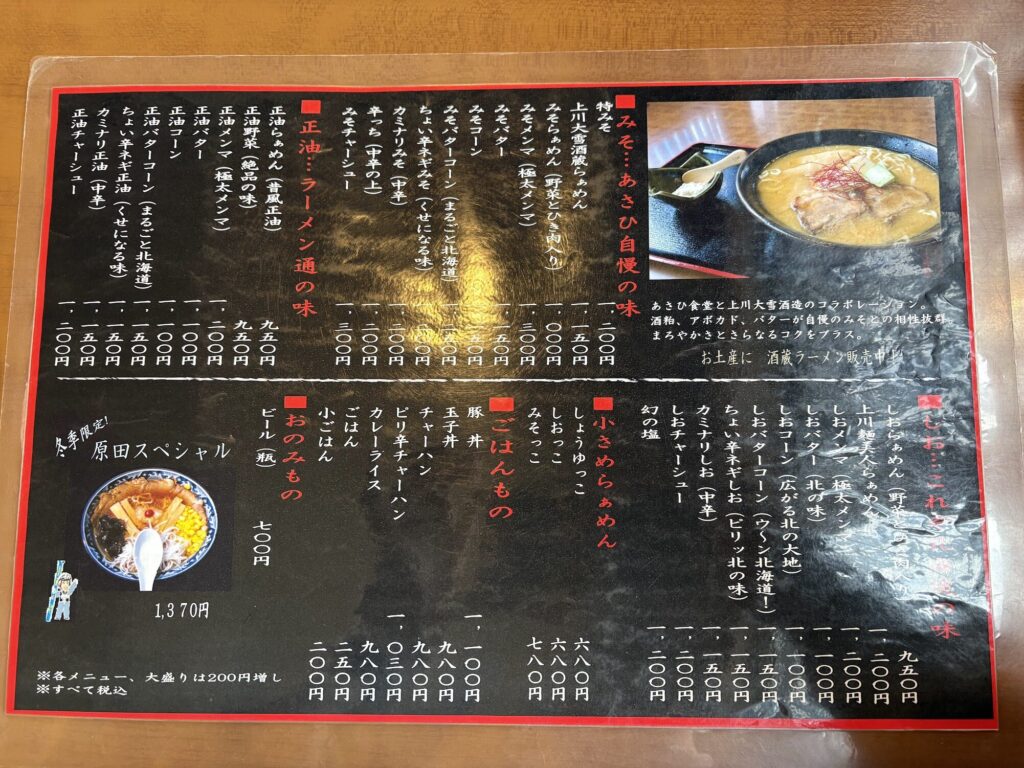 あさひ食堂と上川大雪酒造のコラボレーション。
酒粕、アボカド、バターが自慢のみそとの相性抜群。
まろやかさとさらなるコクをプラス。
お土産に 酒蔵ラーメン販売中!
■みそ…あさひ自慢の味
特みそ 一、二〇〇円
上川大雪酒蔵らぁめん 一、一五〇円
みそらぁめん（野菜とひき肉入り） 一、〇〇〇円
みそメンマ（極太メンマ） 一、三〇〇円
みそバター
みそコーン
みそバターコーン（まるごと北海道）
ちょい辛ネギみそ（くせになる味）
カミナリみそ（中辛）
辛っち（中辛の上） 一、二〇〇円
みそチャーシュー 一、三〇〇円
■正油…ラーメン通の味
正油らぁめん（昔風正油） 九五〇円
正油野菜（絶品の味） 九五〇円
正油メンマ（極太メンマ） 一、二〇〇円
正油バター 一、〇〇〇円
正油コーン 一、〇〇〇円
正油バターコーン（まるごと北海道） 一、一〇〇円
ちょい辛ネギ正油（くせになる味） 一、一五〇円
カミナリ正油（中辛） 一、一五〇円
正油チャーシュー 一、二〇〇円
■しお…これ の味
しおらぁめん（野菜 九五〇円
上川 らぁめん 一、二〇〇円
しおメンマ（極太メンマ） 一、二〇〇円
しおバター（北の味） 一、一〇〇円
しおコーン（広がる北の大地） 一、一〇〇円
しおバターコーン（ウ〜ン北海道！） 一、一五〇円
ちょい辛ネギしお（ピリッ北の味） 一、一五〇円
カミナリしお（中辛） 一、一五〇円
しおチャーシュー 一、二〇〇円
幻の塩 一、二〇〇円
■小さめらぁめん
しょうゆっこ 六八〇円
しおっこ 六八〇円
みそっこ 七八〇円
■ごはんもの
豚 丼 一、一〇〇円
玉子丼 九八〇円
チャーハン 九八〇円
ピリ辛チャーハン 一、〇三〇円
カレーライス 九八〇円
ごはん 二五〇円
小ごはん 二〇〇円
■おのみもの
ビール（瓶） 七〇〇円
冬季限定!
原田スペシャル
1,370円
※各メニュー、大盛りは200円増し
※すべて税込